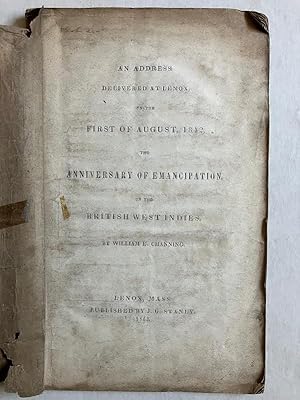 AN ADDRESS
DELIVERED AT LENOX,
ON THE
FIRST OF AUGUST, 1842,
THE
ANNIVERSARY OF EMANCIPATION,
IN THE
BRITISH WEST INDIES.
BY WILLIAM E. CHANNING.
LENOX, MASS.
PUBLISHED BY J. G. STANLY.
1842.